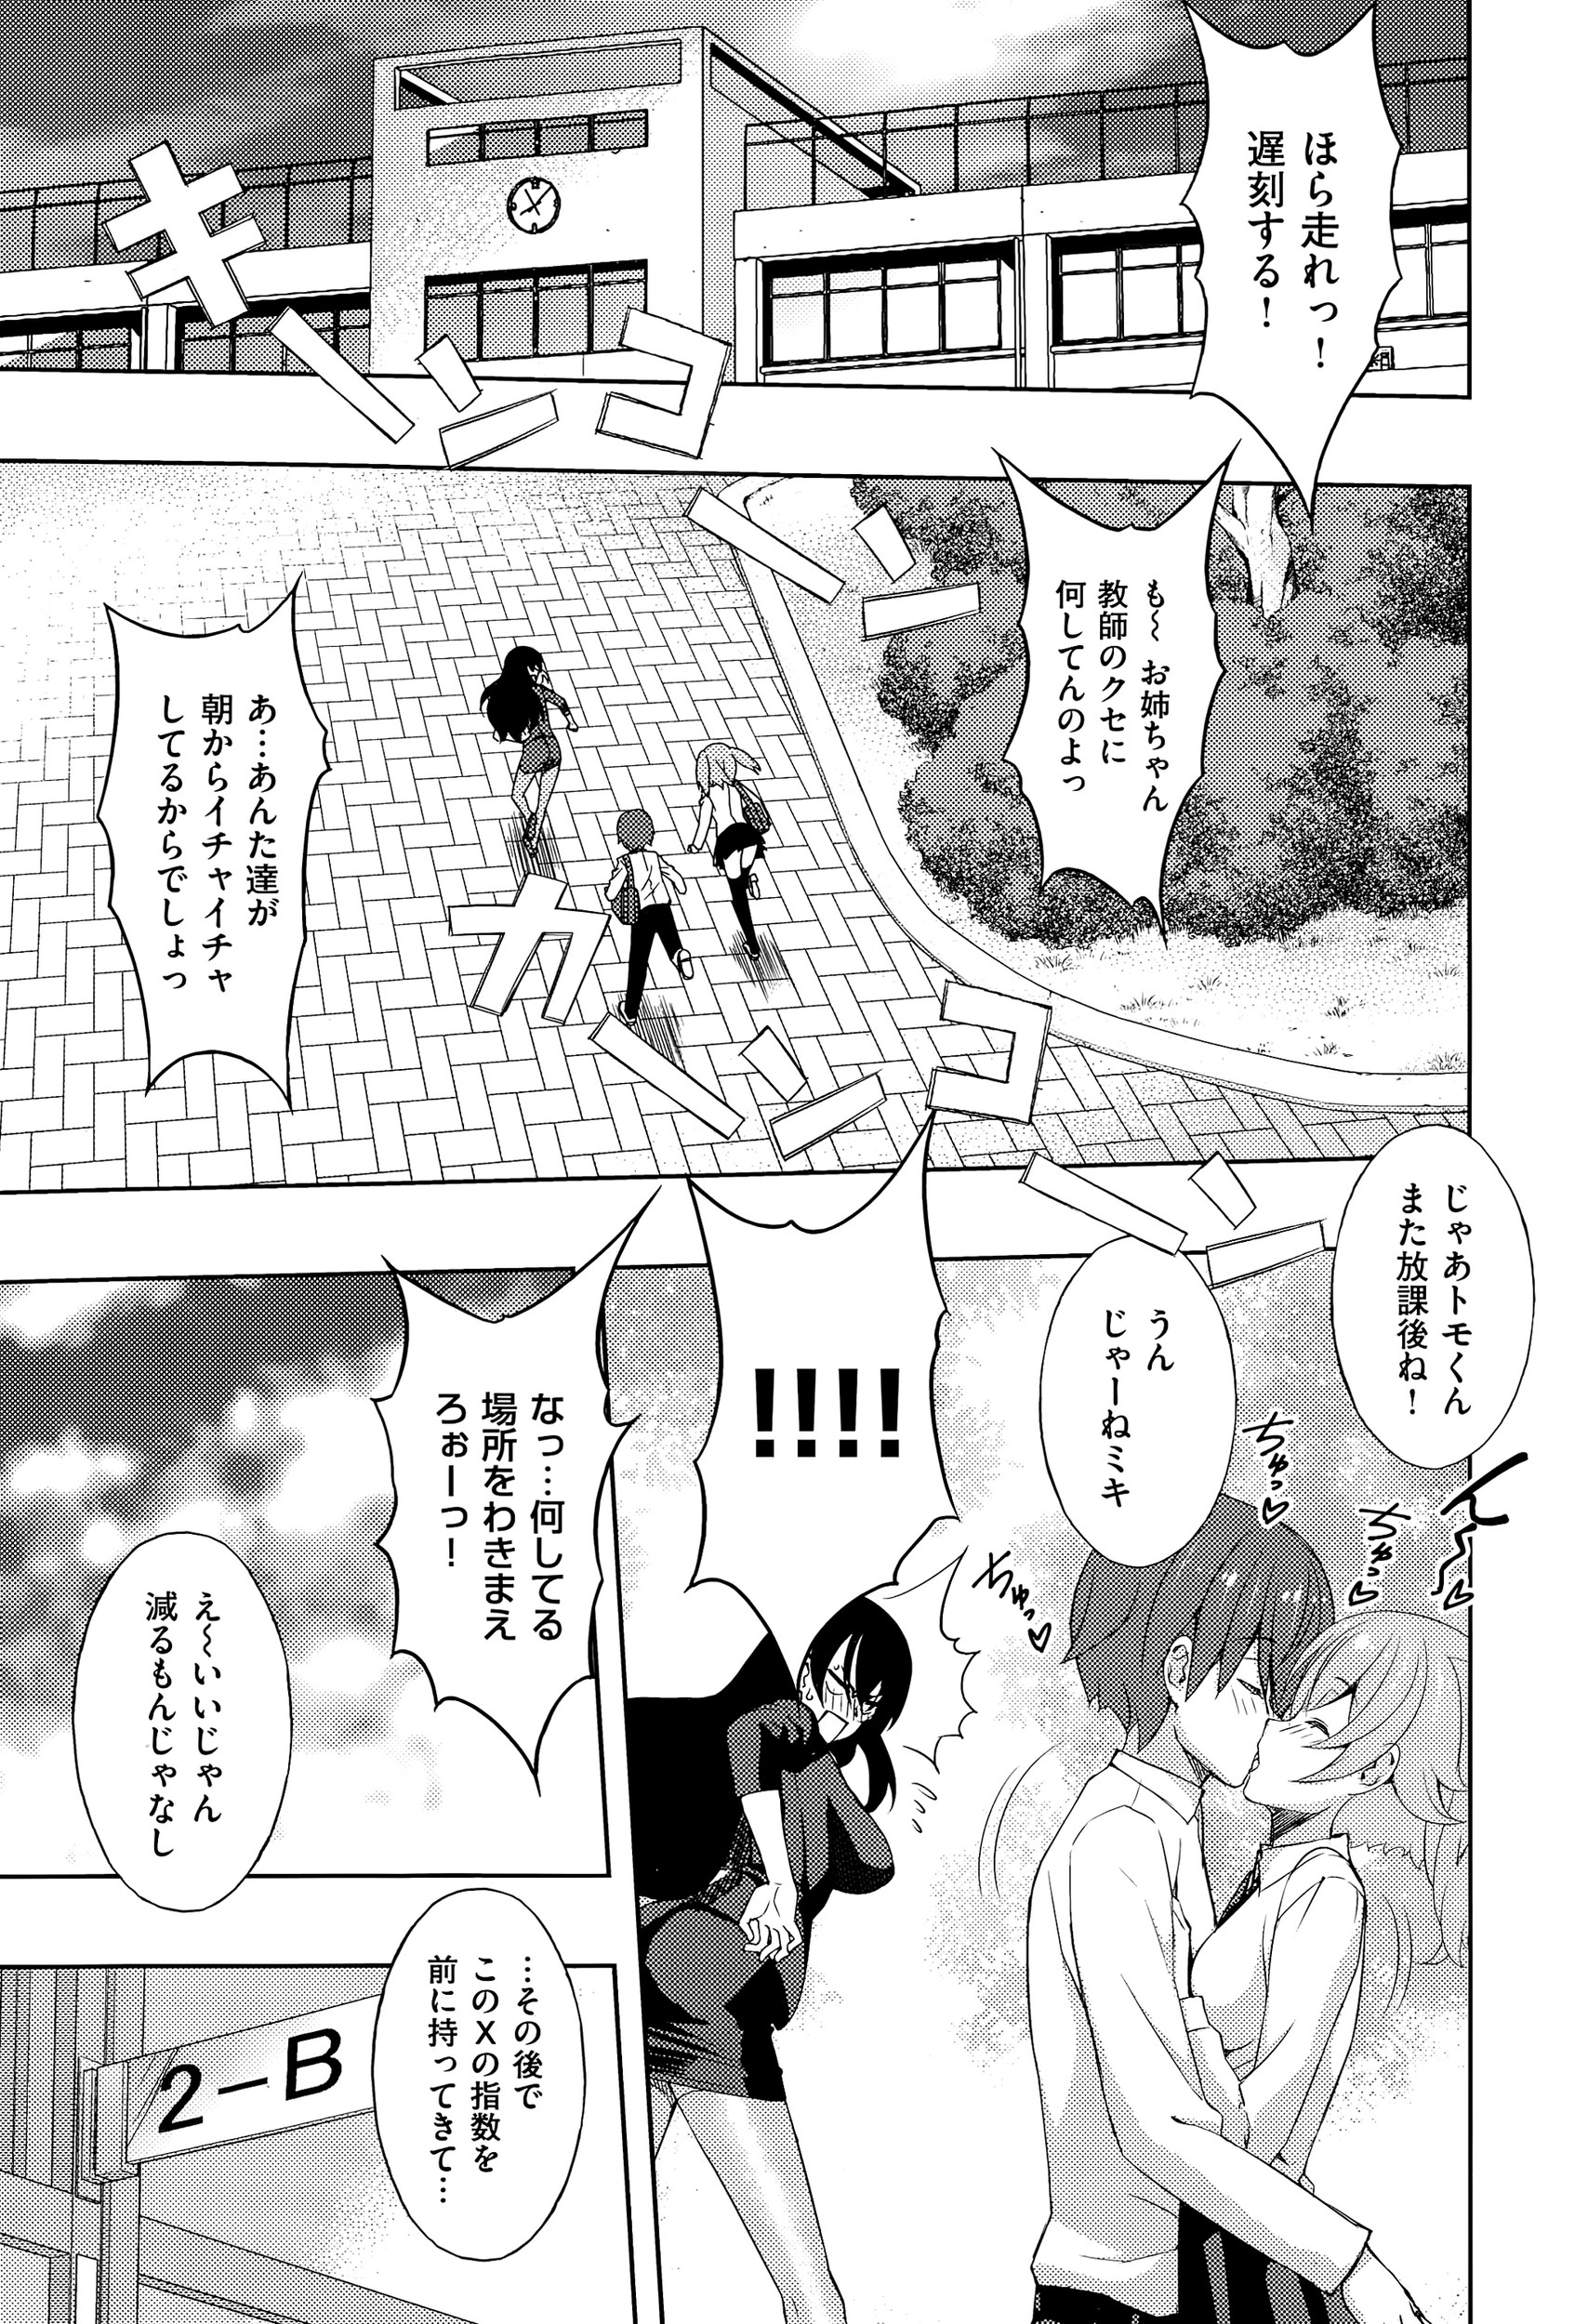 ほら走れっ！
遅刻する！
キーンコーン
カーンコーン
も〜お姉ちゃん
教師のクセに
何してんのよっ
あ…あんた達が
朝からイチャイチャ
してるからでしょっ
じゃあトモくん
また放課後ね！
うん
じゃーねミキ
ん〜♡
ちゅっ♡
ちゅっ♡
ちゅっ♡
!!!!
なっ…何してる
場所をわきまえ
ろぉーっ！
え〜いいじゃん
減るもんじゃなし
…その後で
このXの指数を
前に持ってきて…
2－B